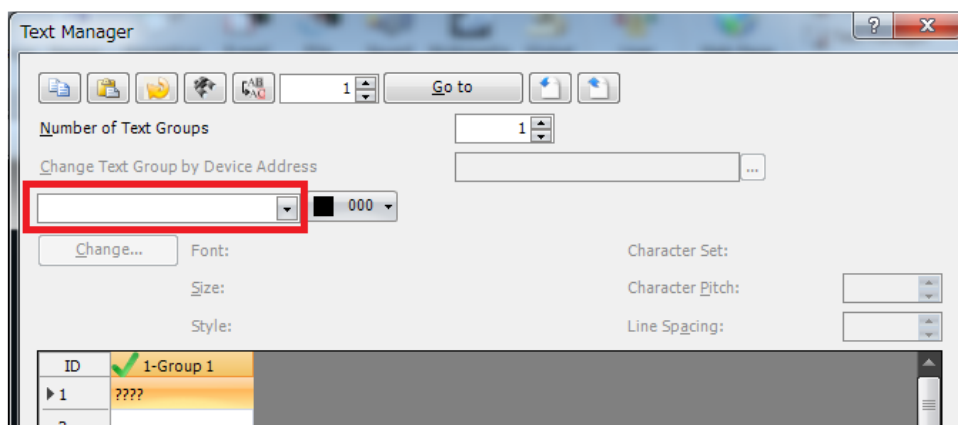 Text Manager
1 Go to
Number of Text Groups 1
Change Text Group by Device Address ...
000
Change... Font: Character Set:
Size: Character Pitch:
Style: Line Spacing:
ID 1-Group 1
1 ????